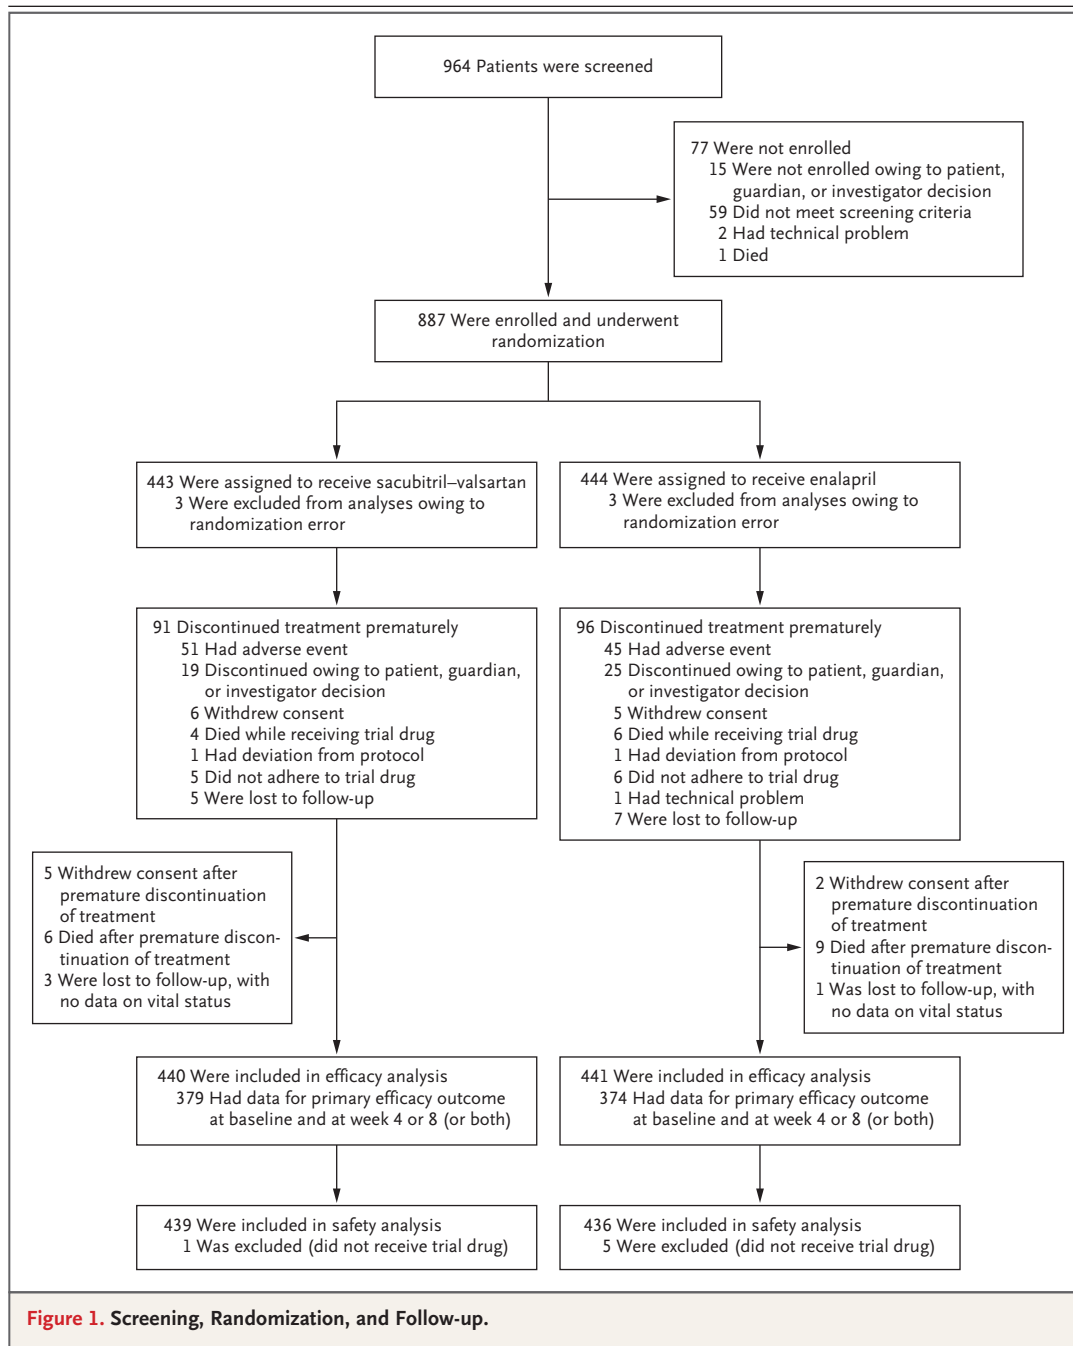 964 Patients were screened
77 Were not enrolled
15 Were not enrolled owing to patient,
guardian, or investigator decision
59 Did not meet screening criteria
2 Had technical problem
1 Died
887 Were enrolled and underwent
randomization
443 Were assigned to receive sacubitril–valsartan
3 Were excluded from analyses owing to
randomization error
444 Were assigned to receive enalapril
3 Were excluded from analyses owing to
randomization error
91 Discontinued treatment prematurely
51 Had adverse event
19 Discontinued owing to patient, guardian,
or investigator decision
6 Withdrew consent
4 Died while receiving trial drug
1 Had deviation from protocol
5 Did not adhere to trial drug
5 Were lost to follow-up
96 Discontinued treatment prematurely
45 Had adverse event
25 Discontinued owing to patient, guardian,
or investigator decision
5 Withdrew consent
6 Died while receiving trial drug
1 Had deviation from protocol
6 Did not adhere to trial drug
1 Had technical problem
7 Were lost to follow-up
5 Withdrew consent after
premature discontinuation
of treatment
6 Died after premature discon-
tinuation of treatment
3 Were lost to follow-up, with
no data on vital status
2 Withdrew consent after
premature discontinuation
of treatment
9 Died after premature discon-
tinuation of treatment
1 Was lost to follow-up, with
no data on vital status
440 Were included in efficacy analysis
379 Had data for primary efficacy outcome
at baseline and at week 4 or 8 (or both)
441 Were included in efficacy analysis
374 Had data for primary efficacy outcome
at baseline and at week 4 or 8 (or both)
439 Were included in safety analysis
1 Was excluded (did not receive trial drug)
436 Were included in safety analysis
5 Were excluded (did not receive trial drug)
Figure 1. Screening, Randomization, and Follow-up.